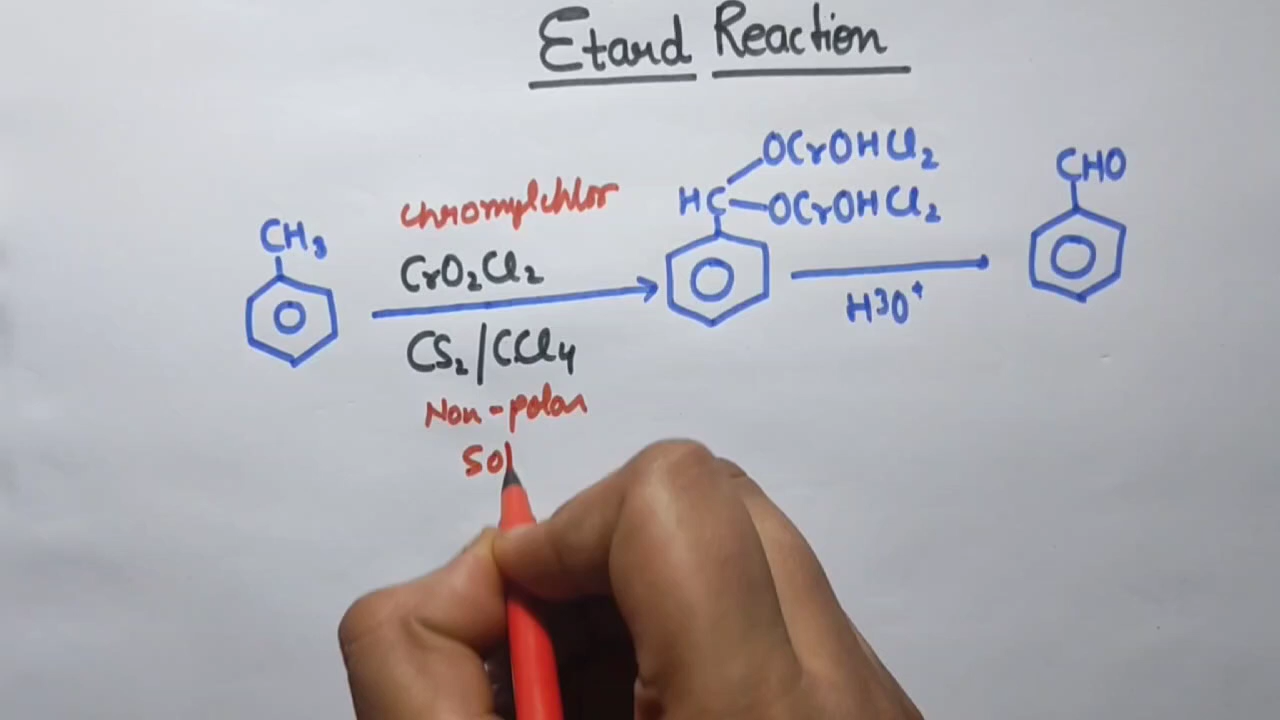 Etard Reaction
CH₃
chromylchlor
CrO₂Cl₂
CS₂/CCl₄
Non-polar
Sol
OCrOHCl₂
HC—OCrOHCl₂
H3O⁺
CHO